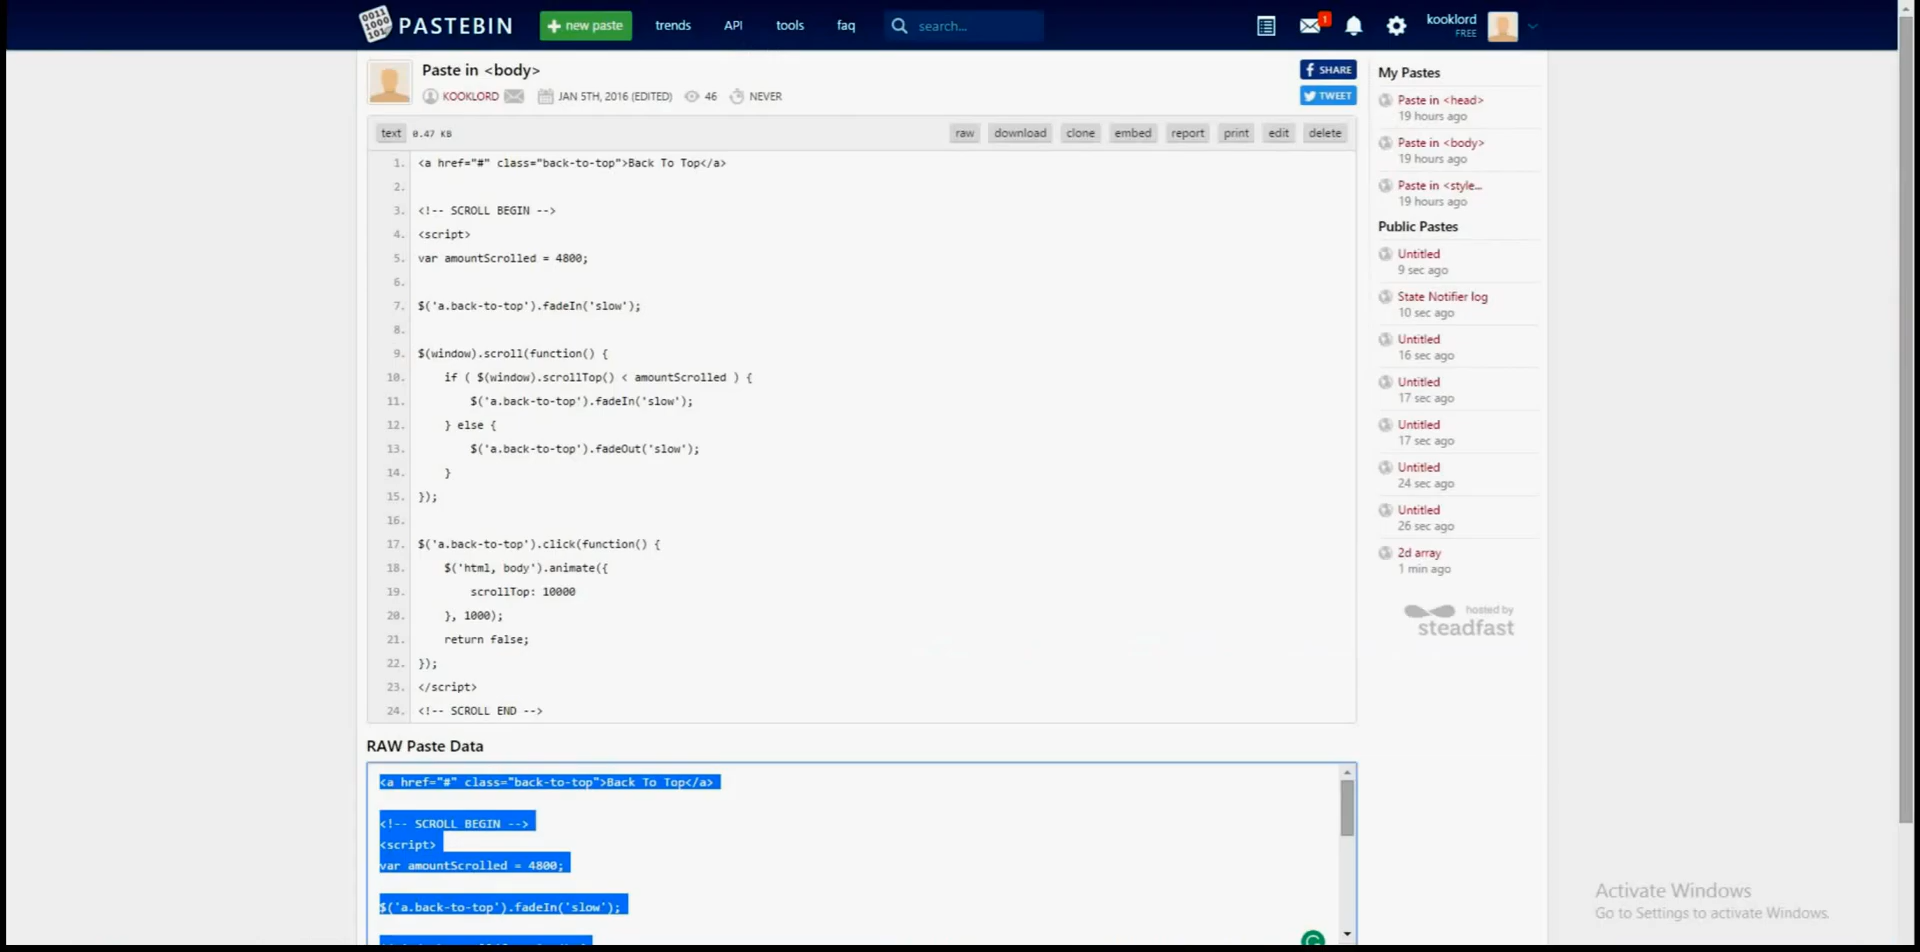 0011
1000
101
PASTEBIN
new paste
trends
API
tools
faq
search...
1
kooklord
FREE
Paste in <body>
KOOKLORD
JAN 5TH, 2016 (EDITED)
46
NEVER
SHARE
TWEET
text
0.47 KB
raw
download
clone
embed
report
print
edit
delete
1. <a href="#" class="back-to-top">Back To Top</a>
2.
3. <!-- SCROLL BEGIN -->
4. <script>
5. var amountScrolled = 4800;
6.
7. $('a.back-to-top').fadeIn('slow');
8.
9. $(window).scroll(function() {
10. if ( $(window).scrollTop() < amountScrolled ) {
11. $('a.back-to-top').fadeIn('slow');
12. } else {
13. $('a.back-to-top').fadeOut('slow');
14. }
15. });
16.
17. $('a.back-to-top').click(function() {
18. $('html, body').animate({
19. scrollTop: 10000
20. }, 1000);
21. return false;
22. });
23. </script>
24. <!-- SCROLL END -->
RAW Paste Data
<a href="#" class="back-to-top">Back To Top</a>
<!-- SCROLL BEGIN -->
<script>
var amountScrolled = 4800;
$('a.back-to-top').fadeIn('slow');
My Pastes
Paste in <head>
19 hours ago
Paste in <body>
19 hours ago
Paste in <style...
19 hours ago
Public Pastes
Untitled
9 sec ago
State Notifier log
10 sec ago
Untitled
16 sec ago
Untitled
17 sec ago
Untitled
17 sec ago
Untitled
24 sec ago
Untitled
26 sec ago
2d array
1 min ago
hosted by
steadfast
Activate Windows
Go to Settings to activate Windows.